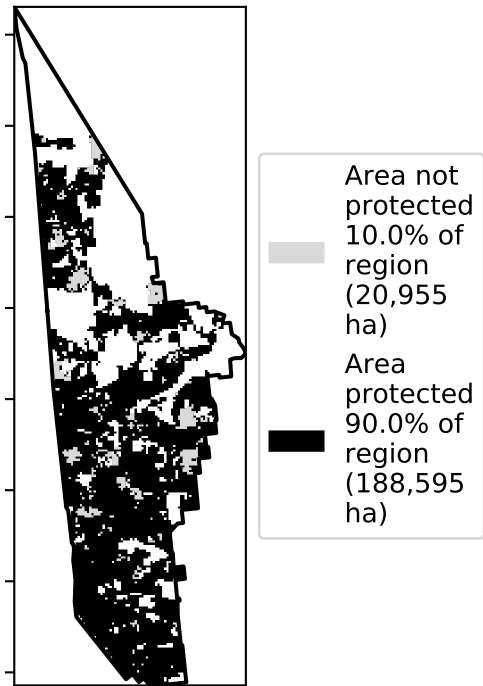 Area not
protected
10.0% of
region
(20,955
ha)
Area
protected
90.0% of
region
(188,595
ha)